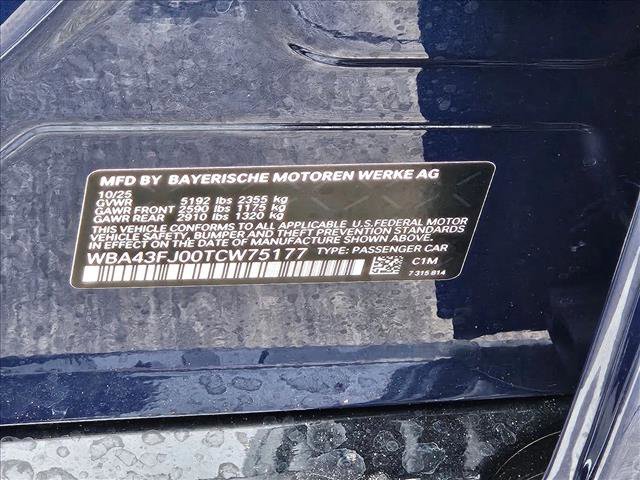 MFD BY BAYERISCHE MOTOREN WERKE AG
10/25
GVWR 5192 lbs 2355 kg
GAWR FRONT 2590 lbs 1175 kg
GAWR REAR 2910 lbs 1320 kg
THIS VEHICLE CONFORMS TO ALL APPLICABLE U.S.FEDERAL MOTOR
VEHICLE SAFETY, BUMPER AND THEFT PREVENTION STANDARDS
IN EFFECT ON THE DATE OF MANUFACTURE SHOWN ABOVE.
WBA43FJ00TCW75177 TYPE: PASSENGER CAR
C1M
7 315 814